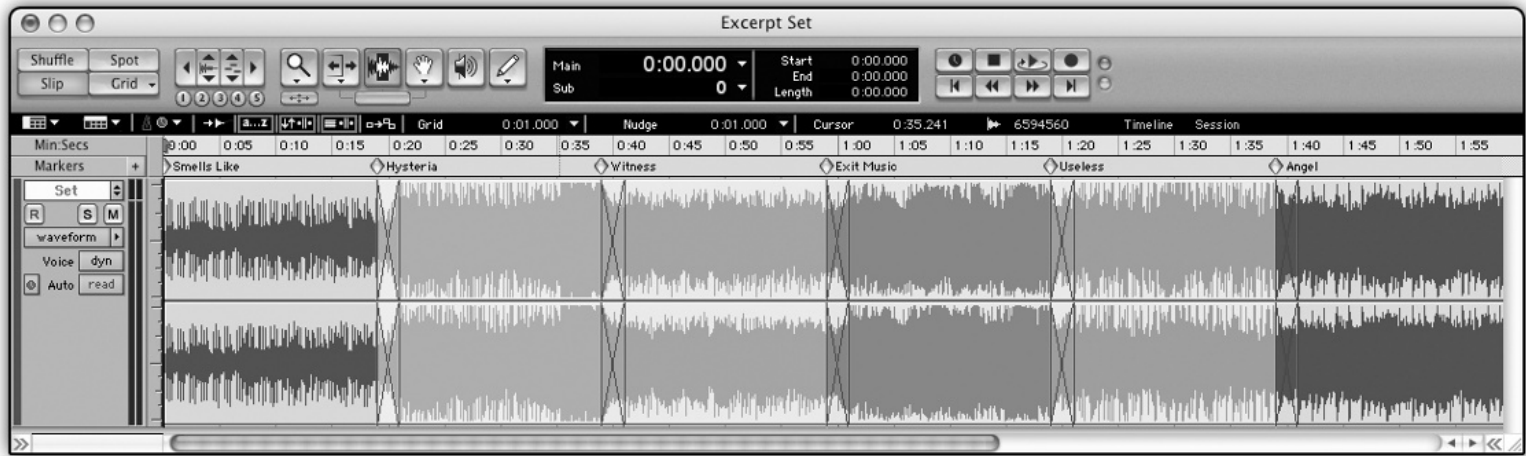 Excerpt Set
Shuffle Spot
Slip Grid
1 2 3 4 5
Main 0:00.000
Sub 0
Start 0:00.000
End 0:00.000
Length 0:00.000
a...z Grid 0:01.000 Nudge 0:01.000 Cursor 0:35.241 6594560 Timeline Session
Min:Secs 0:00 0:05 0:10 0:15 0:20 0:25 0:30 0:35 0:40 0:45 0:50 0:55 1:00 1:05 1:10 1:15 1:20 1:25 1:30 1:35 1:40 1:45 1:50 1:55
Markers + Smells Like Hysteria Witness Exit Music Useless Angel
Set
R S M
waveform
Voice dyn
Auto read